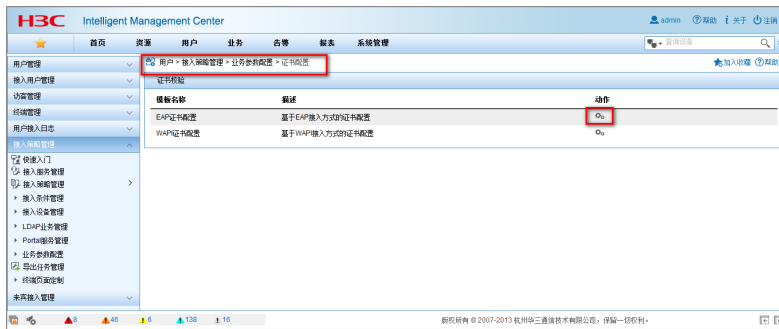 H3C Intelligent Management Center admin 帮助 关于 注销
首页 资源 用户 业务 告警 报表 系统管理 查询设备
用户管理
接入用户管理
访客管理
终端管理
用户接入日志
接入策略管理
快速入门
接入服务管理
接入策略管理
接入条件管理
接入设备管理
LDAP业务管理
Portal服务管理
业务参数配置
导出任务管理
终端页面定制
来宾接入管理
用户 > 接入策略管理 > 业务参数配置 > 证书配置 加入收藏 帮助
证书校验
模板名称 描述 动作
EAP证书配置 基于EAP接入方式的证书配置
WAPI证书配置 基于WAPI接入方式的证书配置
8 46 6 138 16 版权所有 © 2007-2013 杭州华三通信技术有限公司,保留一切权利。